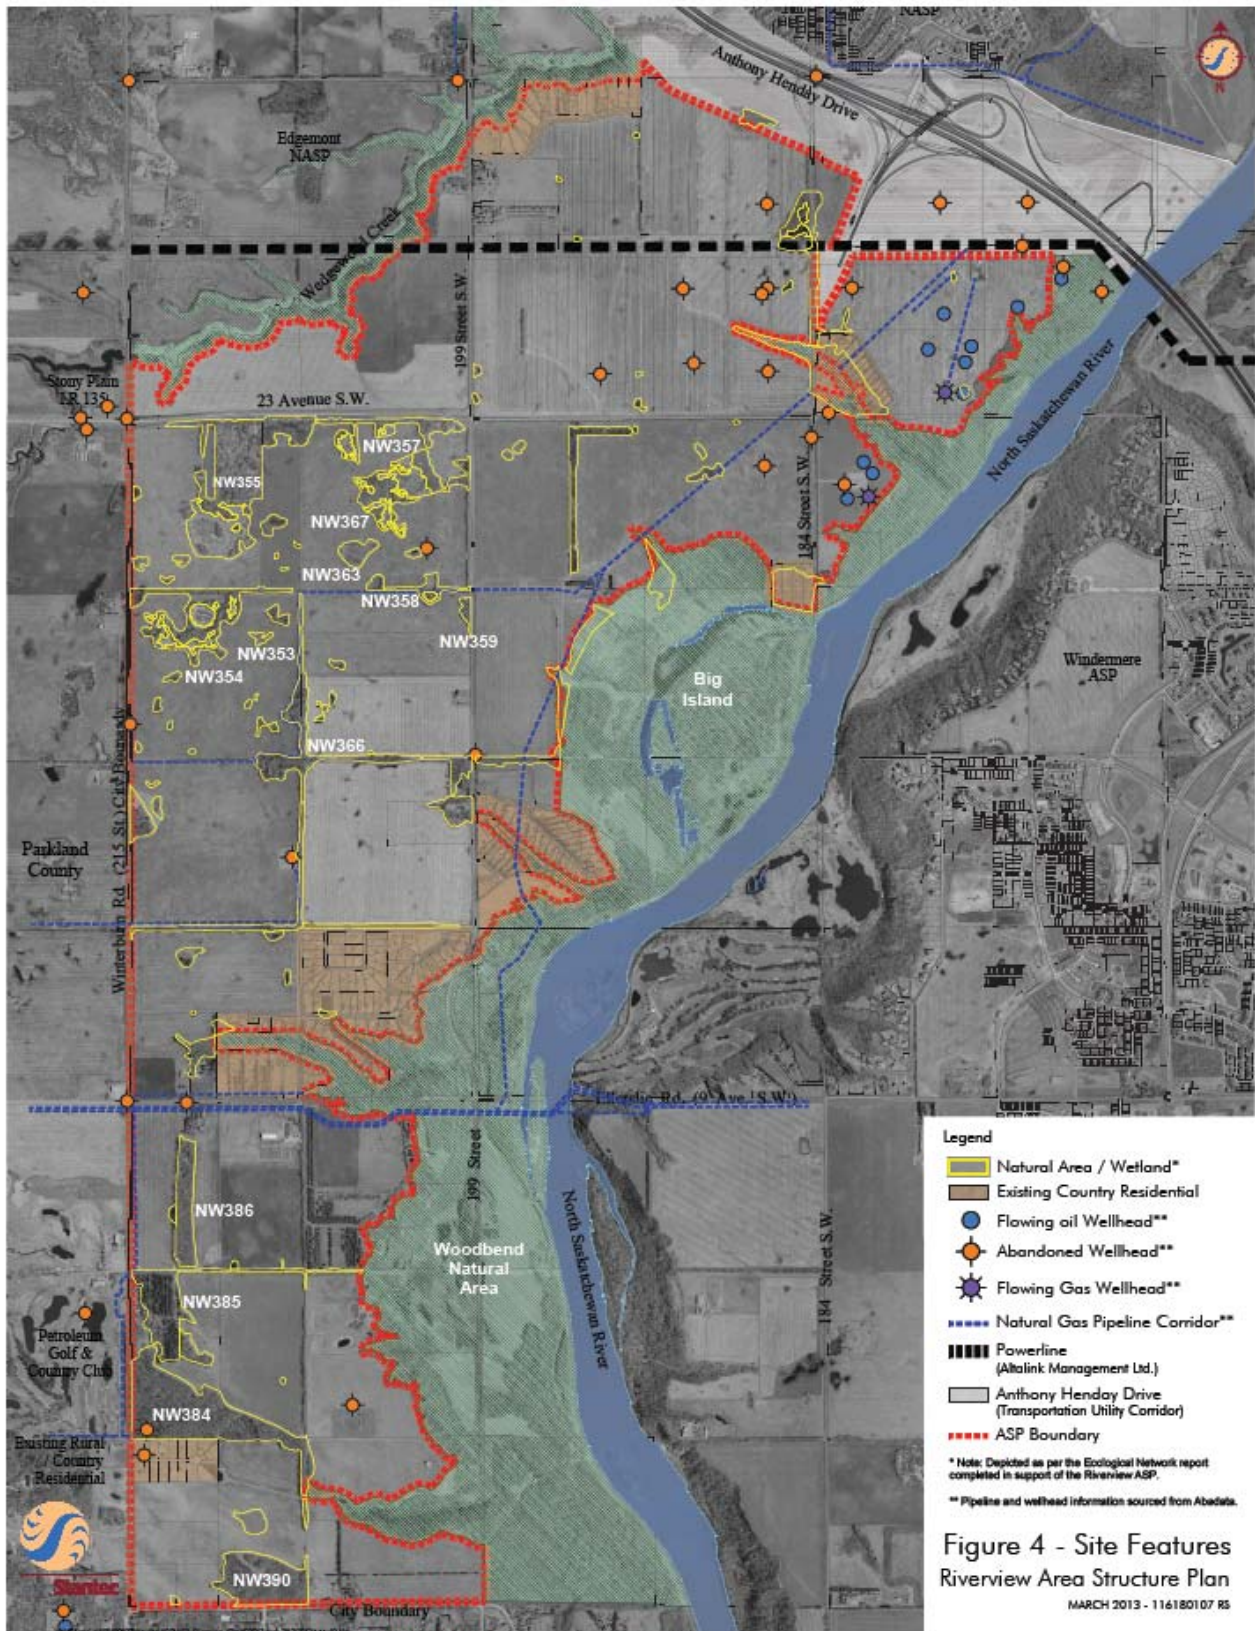 NASP
Anthony Henday Drive
Edgemont
NASP
Wedgewood Creek
199 Street S.W.
North Saskatchewan River
Stony Plain
I.R 135
23 Avenue S.W.
NW357
NW355
NW367
NW363
184 Street S.W.
NW358
NW359
NW353
NW354
Windermere
ASP
Big
Island
NW366
Winterburn Rd (215 St.) City Boundary
Parkland
County
Ellerslie Rd. (9 Ave. S.W.)
199 Street
NW386
North Saskatchewan River
184 Street S.W.
Woodbend
Natural
Area
NW385
Petroleum
Golf &
Country Club
NW384
Existing Rural
/ Country
Residential
NW390
Stantec
City Boundary
Legend
Natural Area / Wetland*
Existing Country Residential
Flowing oil Wellhead**
Abandoned Wellhead**
Flowing Gas Wellhead**
Natural Gas Pipeline Corridor**
Powerline
(Altalink Management Ltd.)
Anthony Henday Drive
(Transportation Utility Corridor)
ASP Boundary
* Note: Depicted as per the Ecological Network report
completed in support of the Riverview ASP.
** Pipeline and wellhead information sourced from Abadata.
Figure 4 - Site Features
Riverview Area Structure Plan
MARCH 2013 - 116180107 RS
N